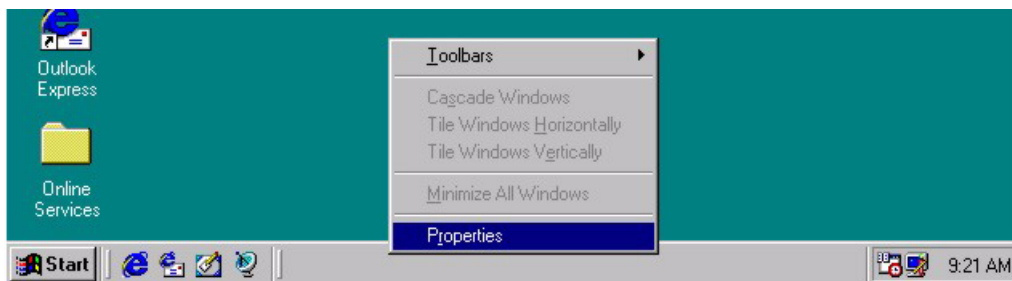 Outlook
Express
Online
Services
Toolbars
Cascade Windows
Tile Windows Horizontally
Tile Windows Vertically
Minimize All Windows
Properties
Start
9:21 AM